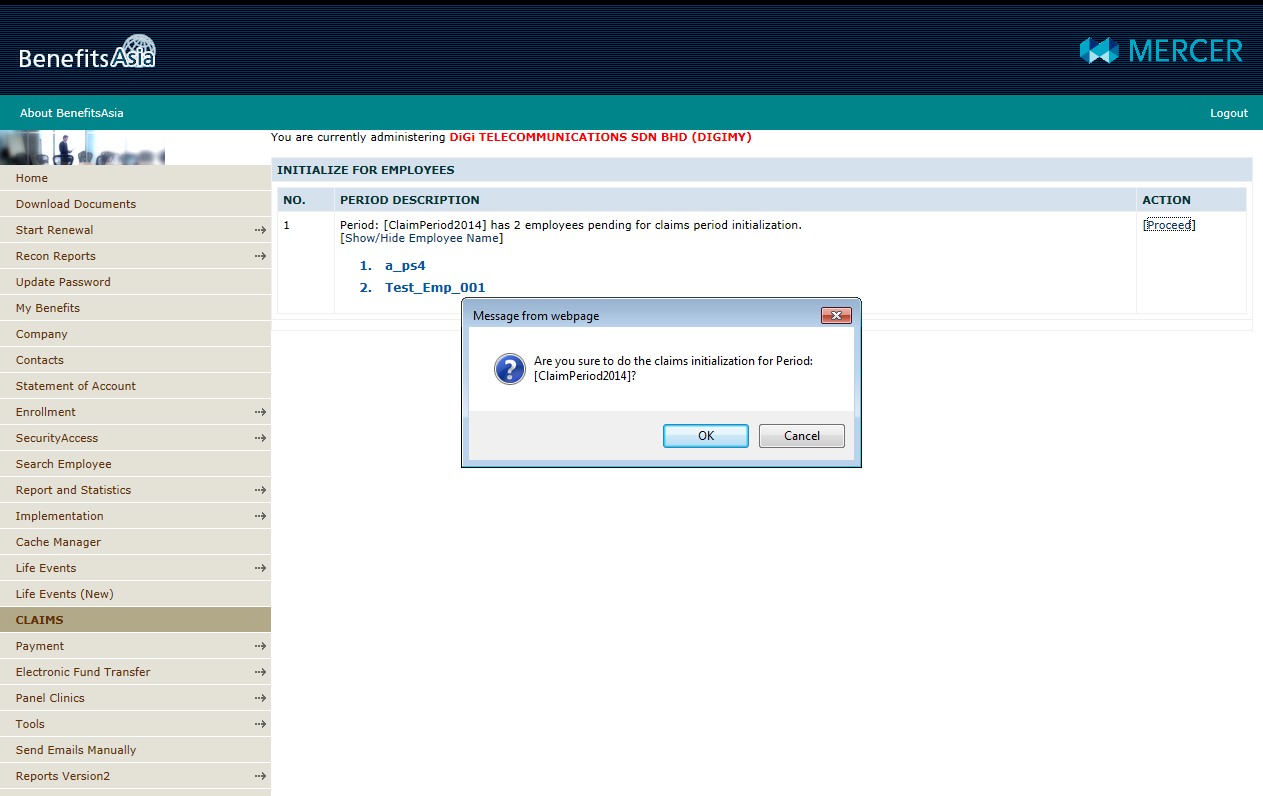 BenefitsAsia
MERCER
About BenefitsAsia
Logout
You are currently administering DiGi TELECOMMUNICATIONS SDN BHD (DIGIMY)
INITIALIZE FOR EMPLOYEES
NO. PERIOD DESCRIPTION ACTION
1 Period: [ClaimPeriod2014] has 2 employees pending for claims period initialization. [Proceed]
[Show/Hide Employee Name]
1. a_ps4
2. Test_Emp_001
Message from webpage
Are you sure to do the claims initialization for Period:
[ClaimPeriod2014]?
OK Cancel
Home
Download Documents
Start Renewal
Recon Reports
Update Password
My Benefits
Company
Contacts
Statement of Account
Enrollment
SecurityAccess
Search Employee
Report and Statistics
Implementation
Cache Manager
Life Events
Life Events (New)
CLAIMS
Payment
Electronic Fund Transfer
Panel Clinics
Tools
Send Emails Manually
Reports Version2